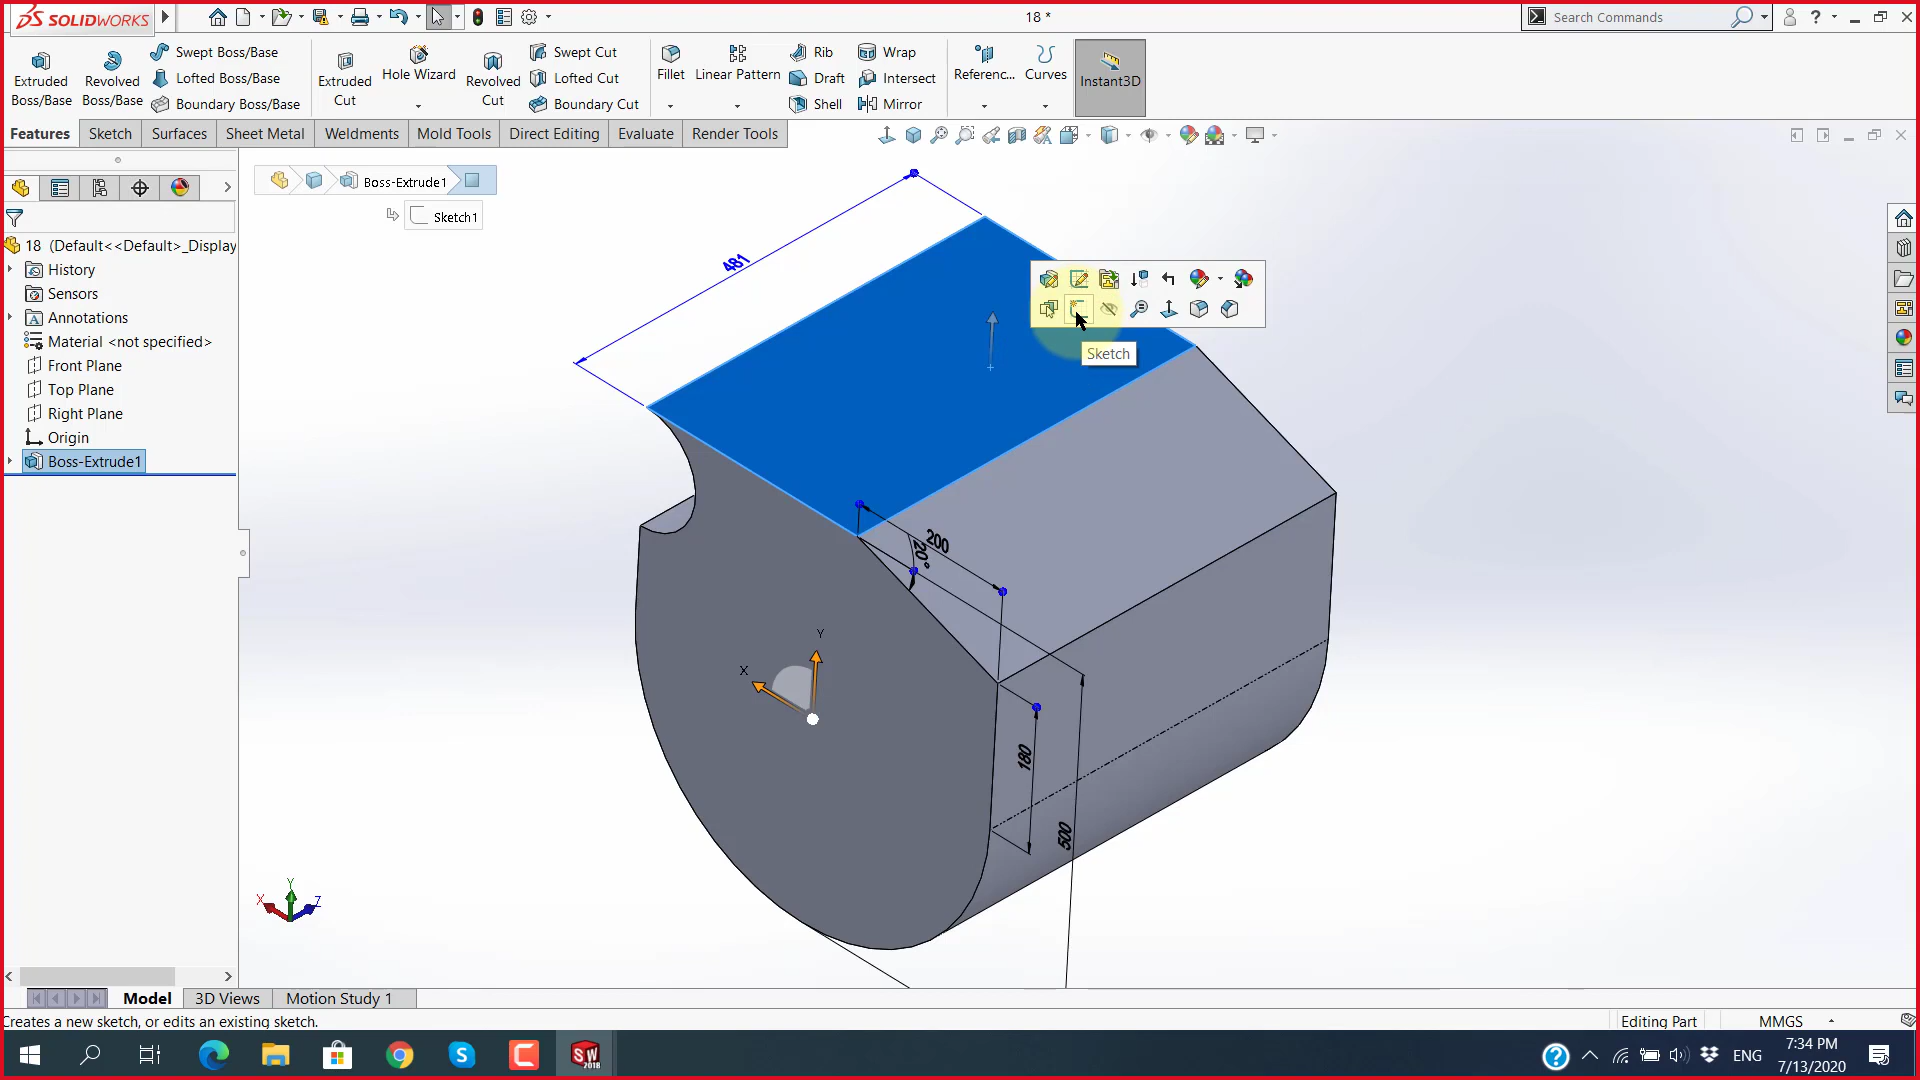 SOLIDWORKS
18 *
Search Commands
Extruded Boss/Base
Revolved Boss/Base
Swept Boss/Base
Lofted Boss/Base
Boundary Boss/Base
Extruded Cut
Hole Wizard
Revolved Cut
Swept Cut
Lofted Cut
Boundary Cut
Fillet
Linear Pattern
Rib
Draft
Shell
Wrap
Intersect
Mirror
Referenc...
Curves
Instant3D
Features
Sketch
Surfaces
Sheet Metal
Weldments
Mold Tools
Direct Editing
Evaluate
Render Tools
Boss-Extrude1
Sketch1
18 (Default<<Default>_Display
History
Sensors
Annotations
Material <not specified>
Front Plane
Top Plane
Right Plane
Origin
Boss-Extrude1
481
Sketch
200
20°
Y
X
180
500
Y
X
Z
Model
3D Views
Motion Study 1
Creates a new sketch, or edits an existing sketch.
Editing Part
MMGS
SW
2018
ENG
7:34 PM
7/13/2020